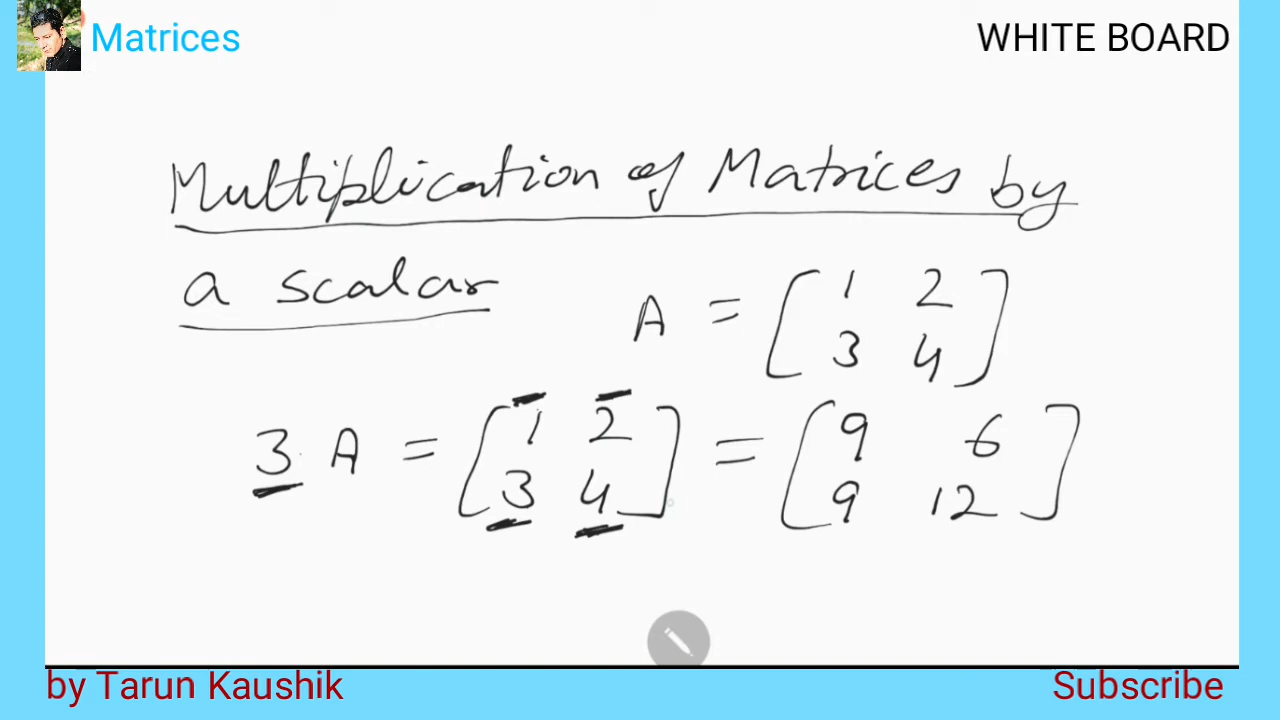 Matrices
WHITE BOARD
Multiplication of Matrices by
a scalar
A = [ 1 2
3 4 ]
3 A = [ 1 2
3 4 ] = [ 9 6
9 12 ]
by Tarun Kaushik
Subscribe